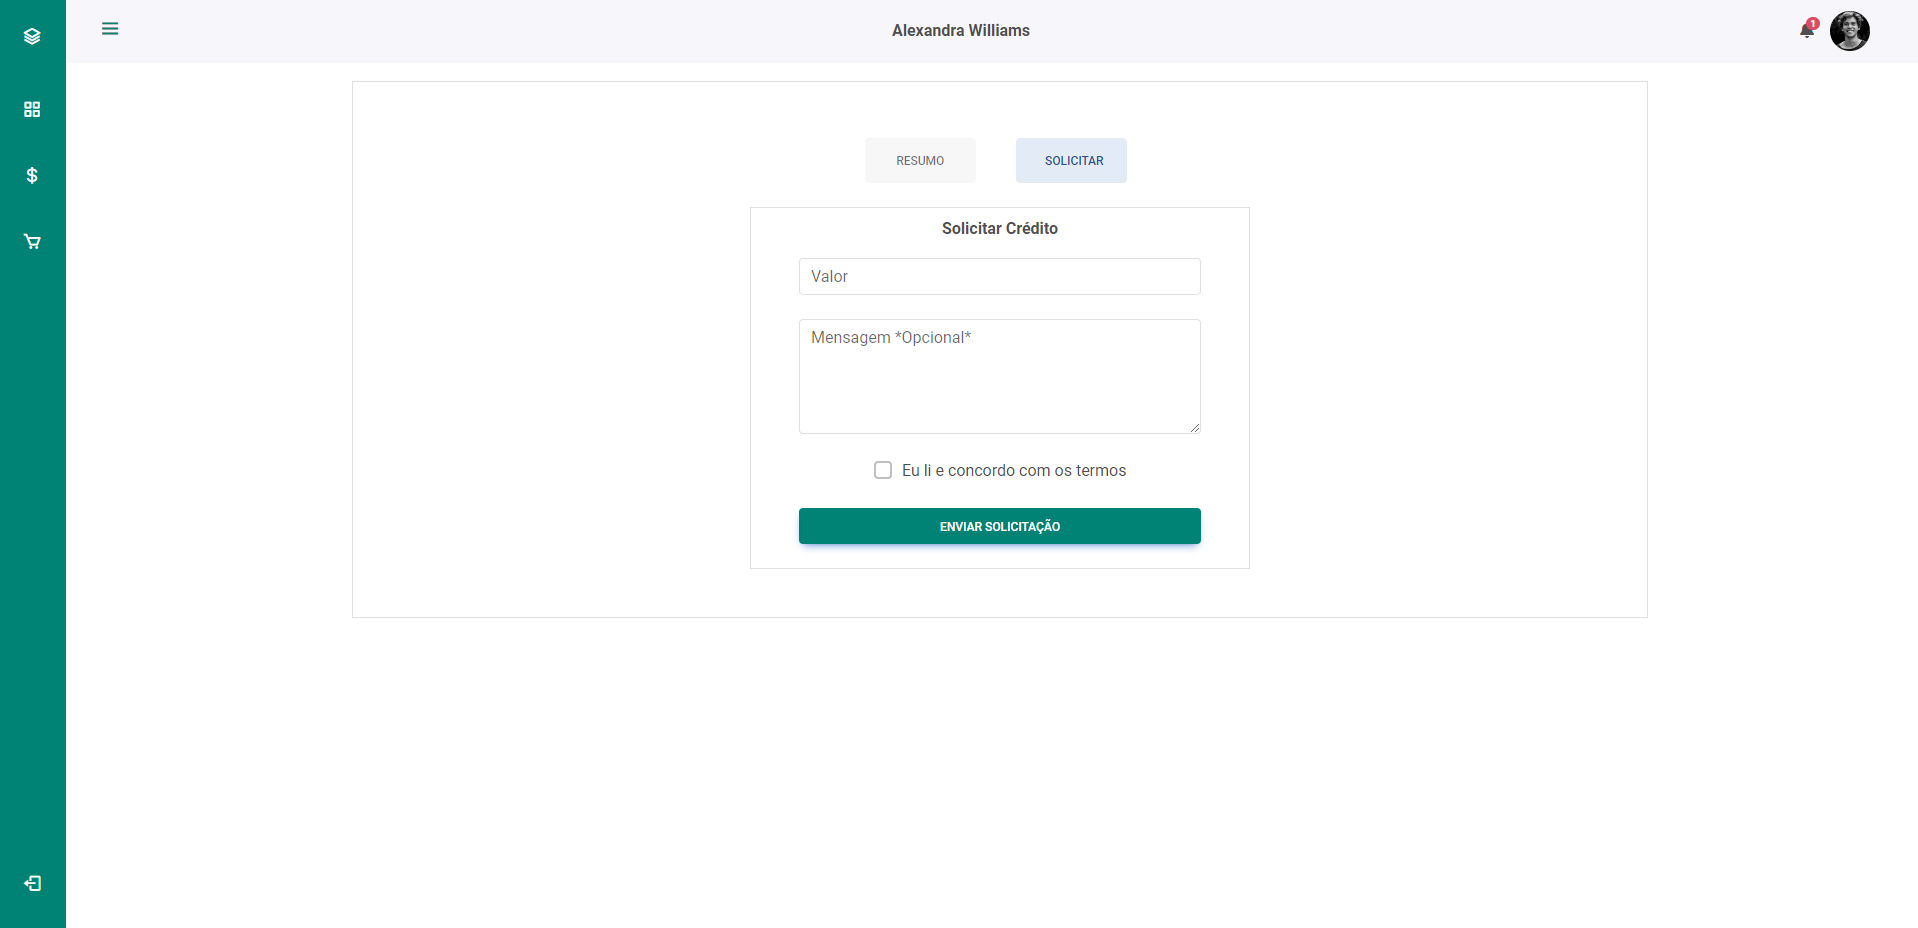 Alexandra Williams
1
RESUMO
SOLICITAR
Solicitar Crédito
Valor
Mensagem *Opcional*
Eu li e concordo com os termos
ENVIAR SOLICITAÇÃO